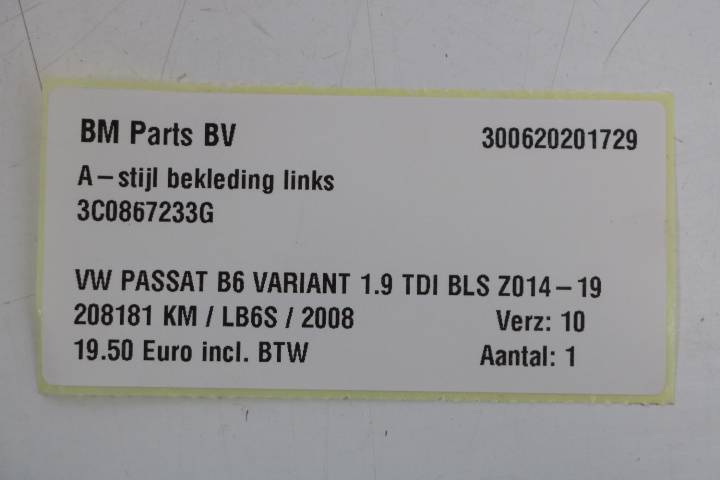 BM Parts BV 300620201729
A-stijl bekleding links
3C0867233G
VW PASSAT B6 VARIANT 1.9 TDI BLS Z014-19
208181 KM / LB6S / 2008 Verz: 10
19.50 Euro incl. BTW Aantal: 1